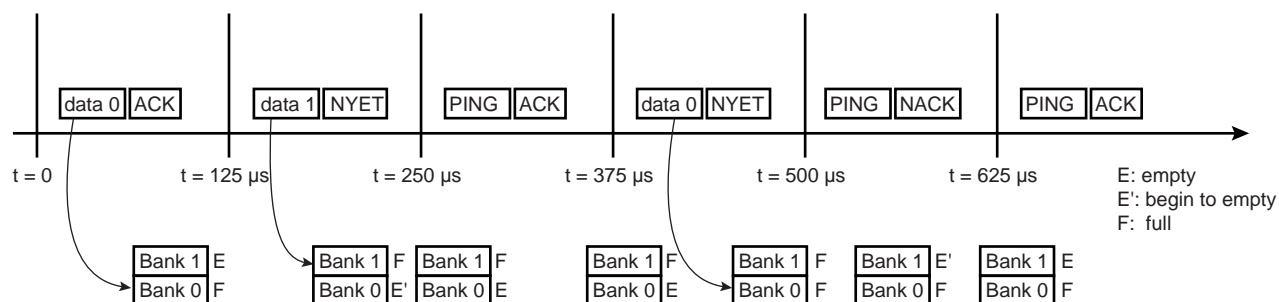 data 0 ACK data 1 NYET PING ACK data 0 NYET PING NACK PING ACK
t = 0 t = 125 µs t = 250 µs t = 375 µs t = 500 µs t = 625 µs E: empty
E': begin to empty
F: full
Bank 1 E Bank 1 F Bank 1 F Bank 1 F Bank 1 F Bank 1 E' Bank 1 E
Bank 0 F Bank 0 E' Bank 0 E Bank 0 E Bank 0 F Bank 0 F Bank 0 F